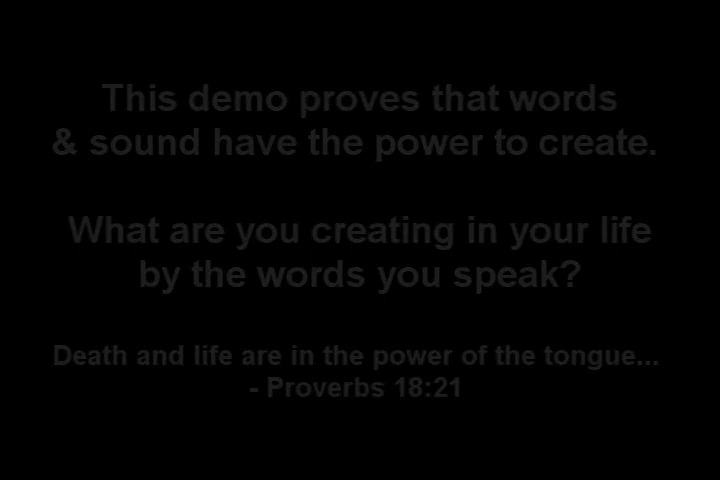 This demo proves that words
& sound have the power to create.
What are you creating in your life
by the words you speak?
Death and life are in the power of the tongue...
- Proverbs 18:21